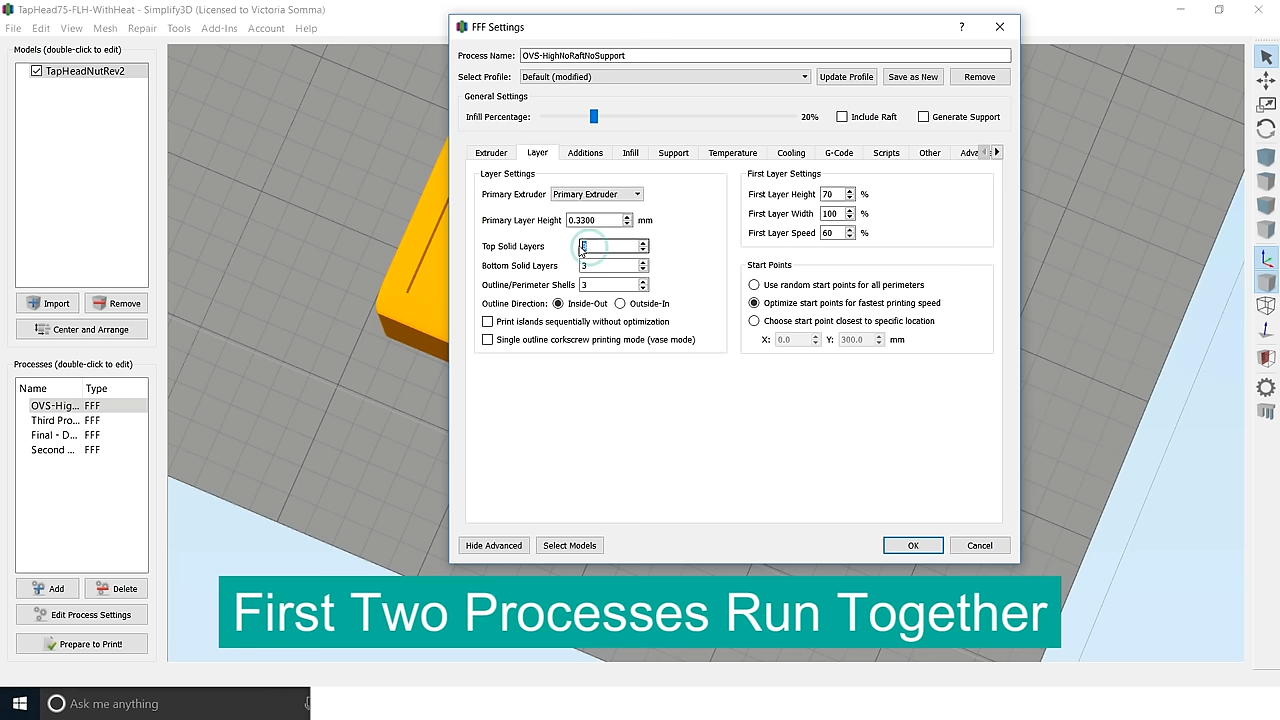 TapHead75-FLH-WithHeat - Simplify3D (Licensed to Victoria Somma)
File Edit View Mesh Repair Tools Add-Ins Account Help
Models (double-click to edit)
TapHeadNutRev2
Import Remove
Center and Arrange
Processes (double-click to edit)
Name Type
OVS-Hig... FFF
Third Pro... FFF
Final - D... FFF
Second ... FFF
Add Delete
Edit Process Settings
Prepare to Print!
FFF Settings ?
Process Name: OVS-HighNoRaftNoSupport
Select Profile: Default (modified) Update Profile Save as New Remove
General Settings
Infill Percentage: 20% Include Raft Generate Support
Extruder Layer Additions Infill Support Temperature Cooling G-Code Scripts Other Adva
Layer Settings
Primary Extruder Primary Extruder
Primary Layer Height 0.3300 mm
Top Solid Layers
Bottom Solid Layers 3
Outline/Perimeter Shells 3
Outline Direction: Inside-Out Outside-In
Print islands sequentially without optimization
Single outline corkscrew printing mode (vase mode)
First Layer Settings
First Layer Height 70 %
First Layer Width 100 %
First Layer Speed 60 %
Start Points
Use random start points for all perimeters
Optimize start points for fastest printing speed
Choose start point closest to specific location
X: 0.0 Y: 300.0 mm
Hide Advanced Select Models OK Cancel
First Two Processes Run Together
Ask me anything